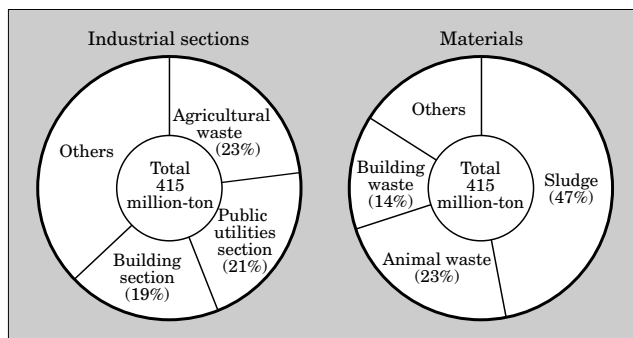 Industrial sections
Agricultural
waste
(23%)
Public
utilities
section
(21%)
Building
section
(19%)
Others
Total
415
million-ton
Materials
Sludge
(47%)
Animal waste
(23%)
Building
waste
(14%)
Others
Total
415
million-ton